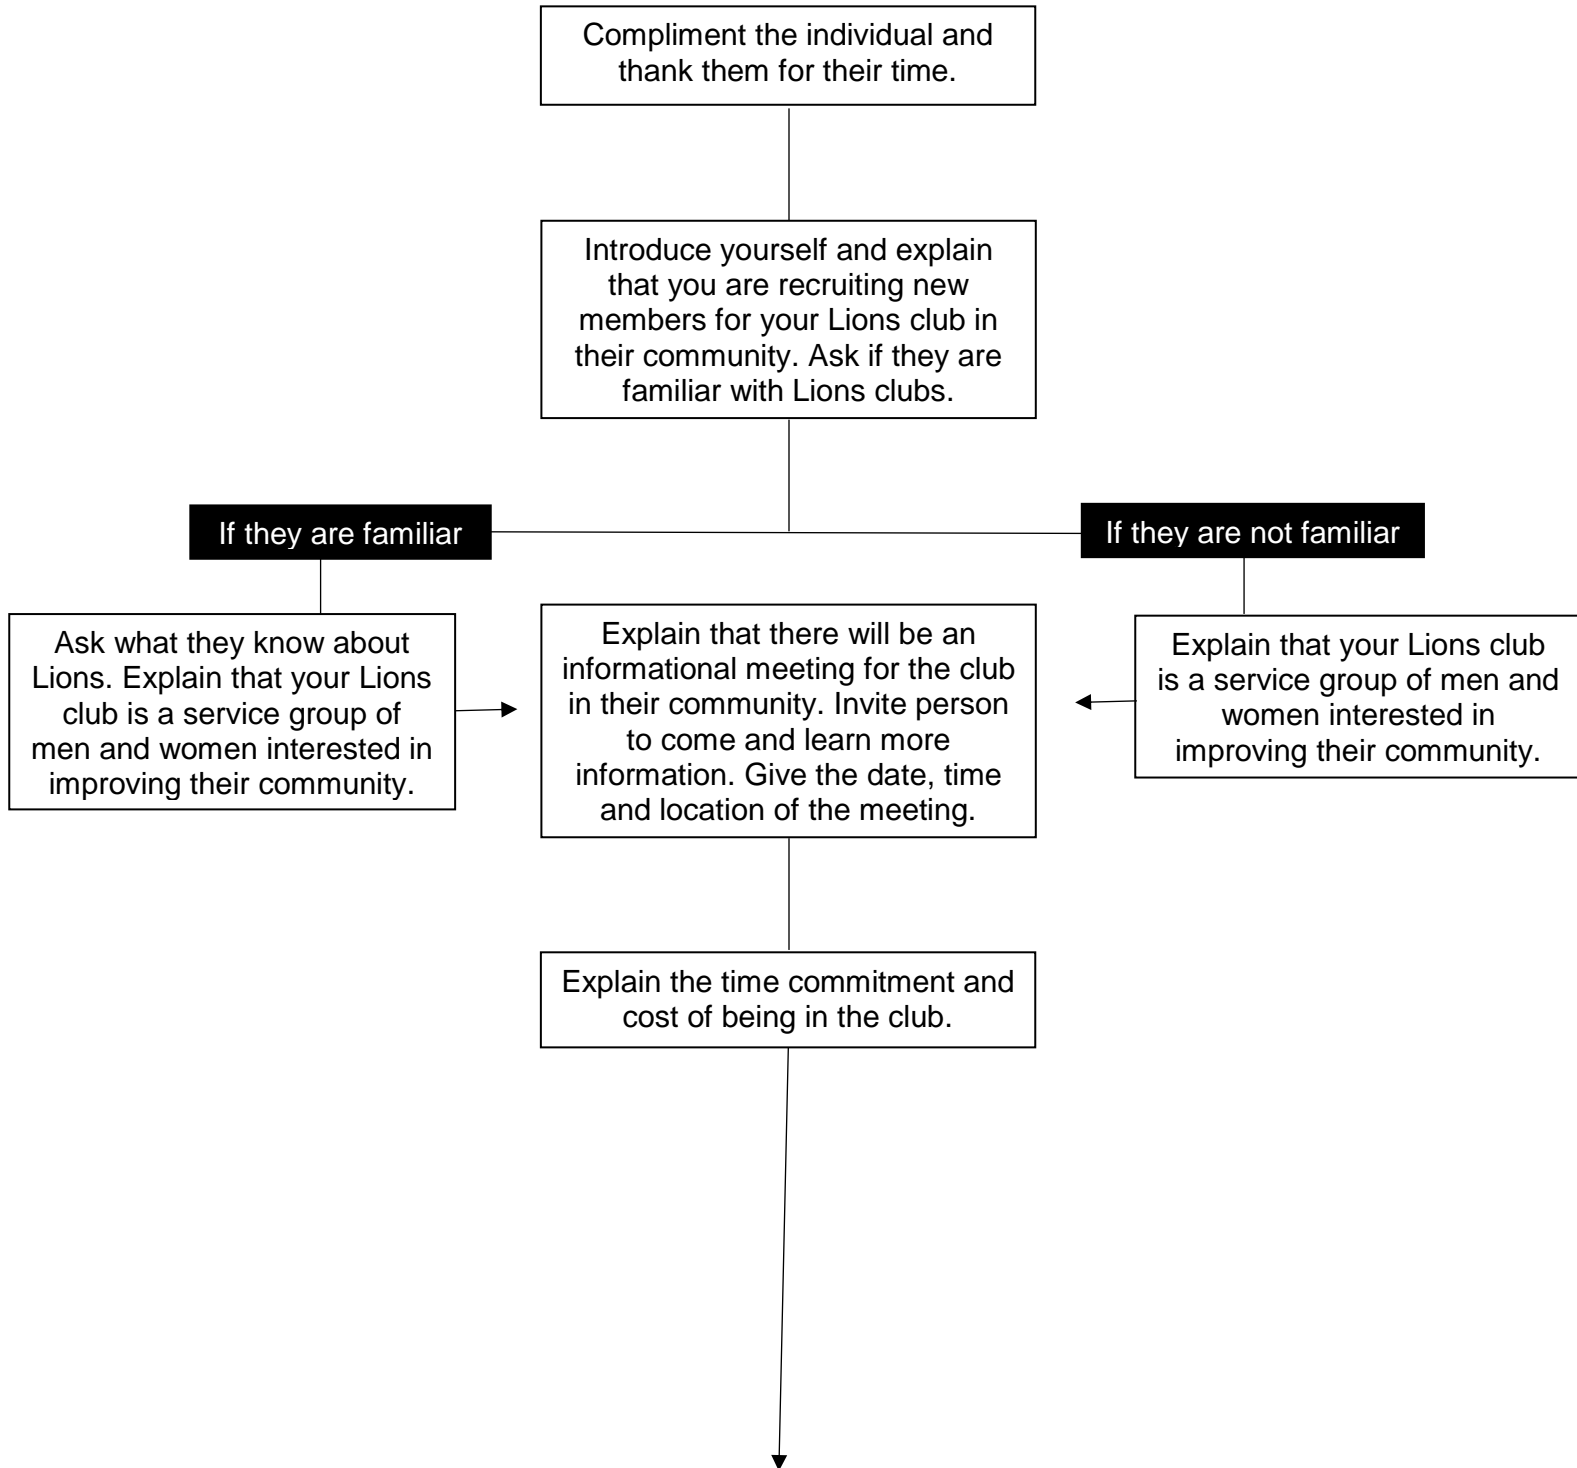 Compliment the individual and
thank them for their time.
Introduce yourself and explain
that you are recruiting new
members for your Lions club in
their community. Ask if they are
familiar with Lions clubs.
If they are familiar
If they are not familiar
Ask what they know about
Lions. Explain that your Lions
club is a service group of
men and women interested in
improving their community.
Explain that there will be an
informational meeting for the club
in their community. Invite person
to come and learn more
information. Give the date, time
and location of the meeting.
Explain that your Lions club
is a service group of men and
women interested in
improving their community.
Explain the time commitment and
cost of being in the club.